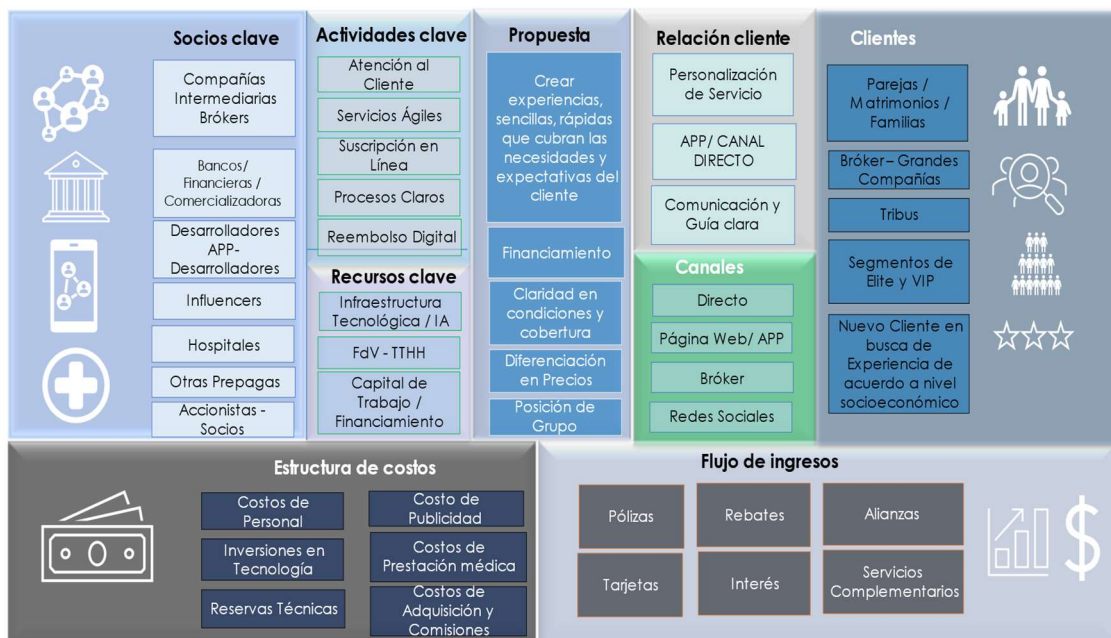 Socios clave
Compañías
Intermediarias
Brókers
Bancos/
Financieras /
Comercializadoras
Desarrolladores
APP-
Desarrolladores
Influencers
Hospitales
Otras Prepagas
Accionistas -
Socios
Actividades clave
Atención al
Cliente
Servicios Ágiles
Suscripción en
Línea
Procesos Claros
Reembolso Digital
Recursos clave
Infraestructura
Tecnológica / IA
FdV - TTHH
Capital de
Trabajo /
Financiamiento
Propuesta
Crear
experiencias,
sencillas, rápidas
que cubran las
necesidades y
expectativas del
cliente
Financiamiento
Claridad en
condiciones y
cobertura
Diferenciación
en Precios
Posición de
Grupo
Relación cliente
Personalización
de Servicio
APP/ CANAL
DIRECTO
Comunicación y
Guía clara
Canales
Directo
Página Web/ APP
Bróker
Redes Sociales
Clientes
Parejas /
Matrimonios /
Familias
Bróker – Grandes
Compañías
Tribus
Segmentos de
Elite y VIP
Nuevo Cliente en
busca de
Experiencia de
acuerdo a nivel
socioeconómico
Estructura de costos
Costos de
Personal
Costo de
Publicidad
Inversiones en
Tecnología
Costos de
Prestación médica
Reservas Técnicas
Costos de
Adquisición y
Comisiones
Flujo de ingresos
Pólizas
Rebates
Alianzas
Tarjetas
Interés
Servicios
Complementarios